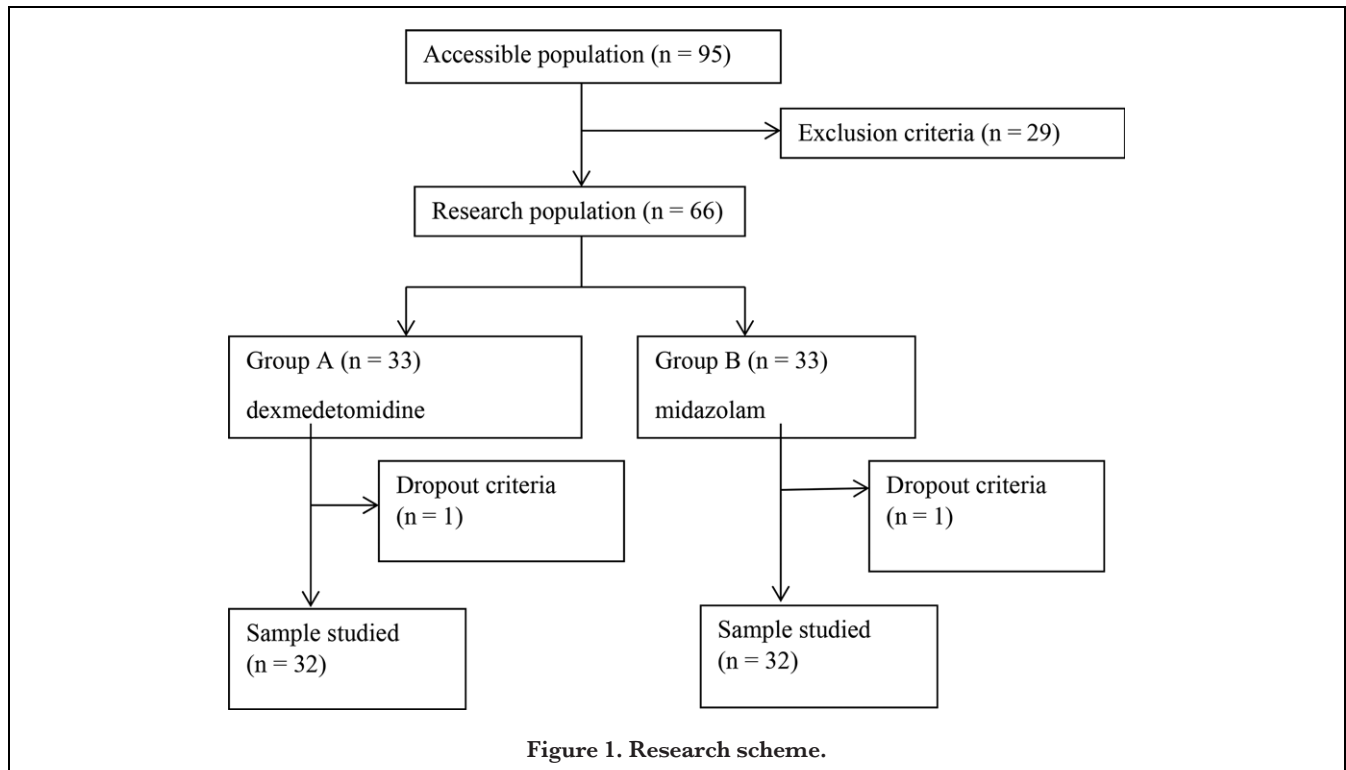 Accessible population (n = 95)
Exclusion criteria (n = 29)
Research population (n = 66)
Group A (n = 33)
dexmedetomidine
Group B (n = 33)
midazolam
Dropout criteria
(n = 1)
Dropout criteria
(n = 1)
Sample studied
(n = 32)
Sample studied
(n = 32)
Figure 1. Research scheme.